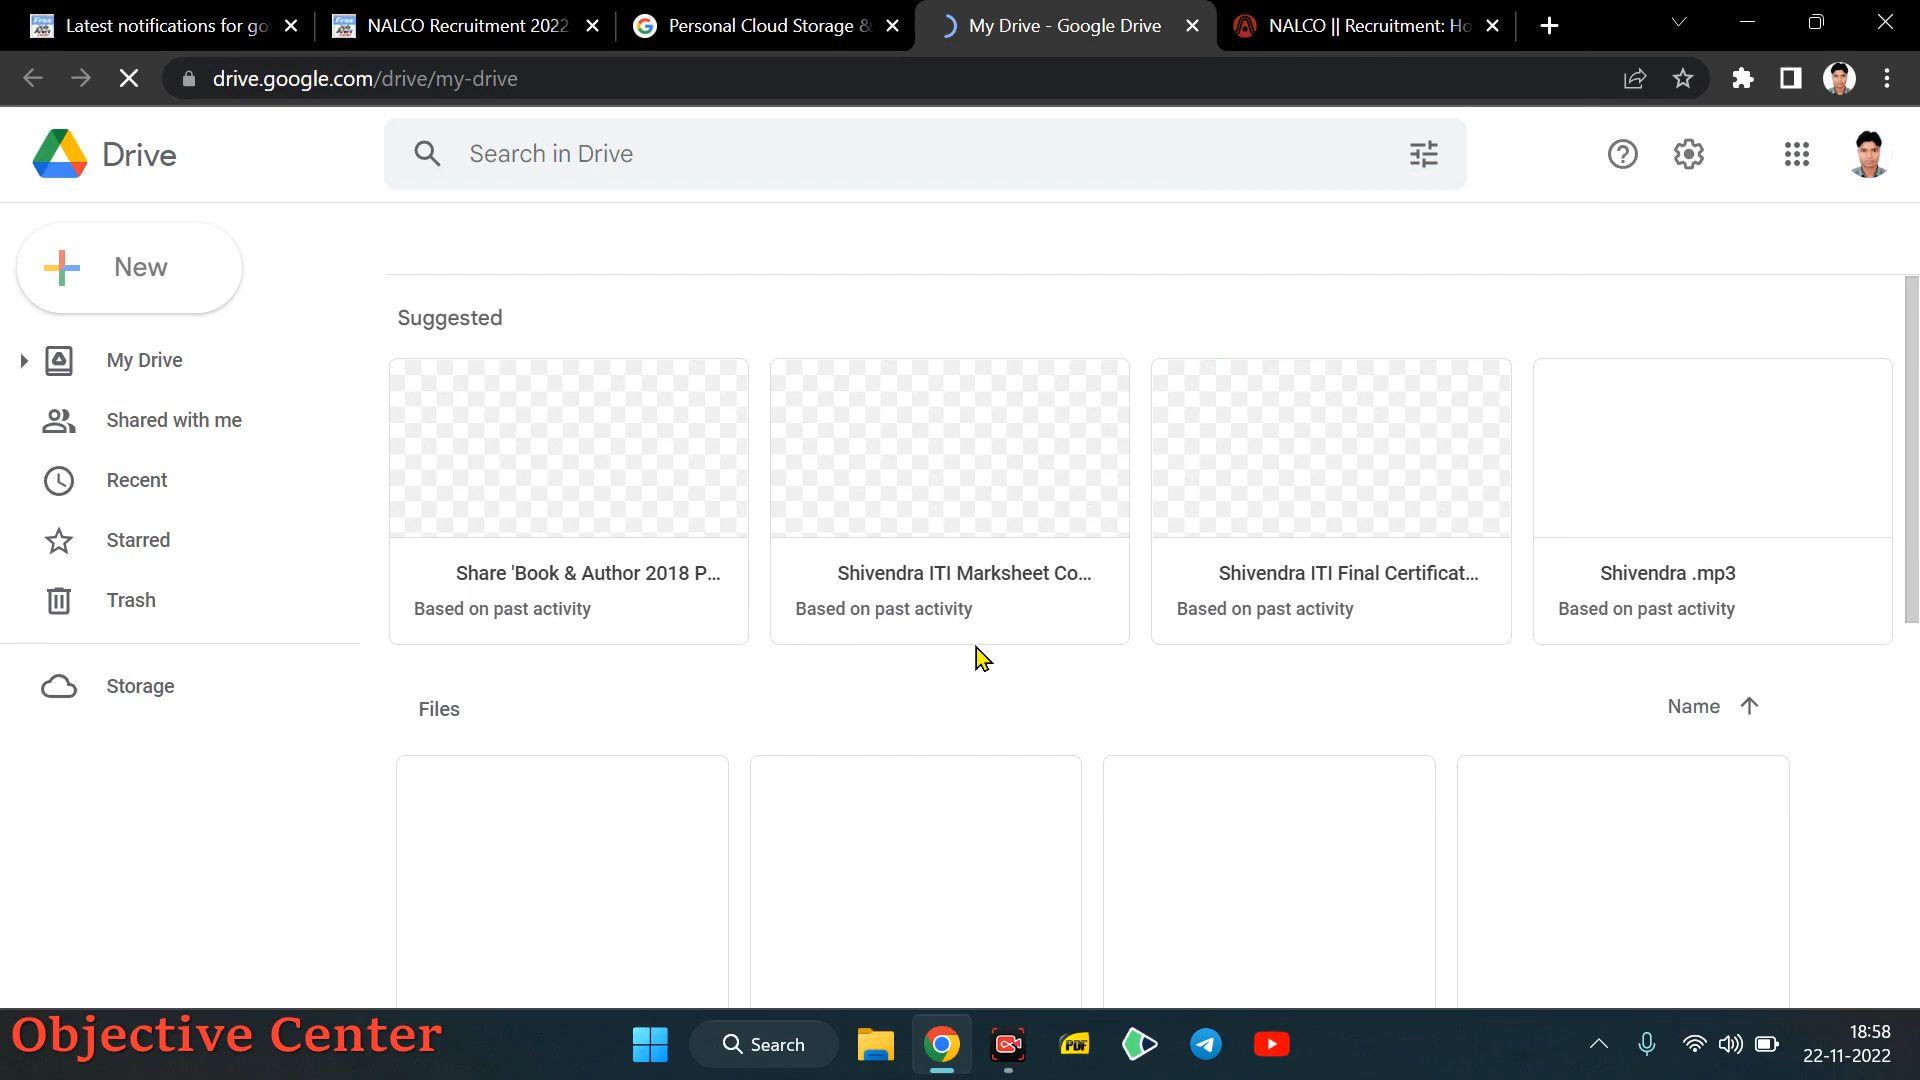 Latest notifications for go
NALCO Recruitment 2022
Personal Cloud Storage &
My Drive - Google Drive
NALCO || Recruitment: Ho
drive.google.com/drive/my-drive
Drive
Search in Drive
New
My Drive
Shared with me
Recent
Starred
Trash
Storage
Suggested
Share 'Book & Author 2018 P...
Based on past activity
Shivendra ITI Marksheet Co...
Based on past activity
Shivendra ITI Final Certificat...
Based on past activity
Shivendra .mp3
Based on past activity
Files
Name
Objective Center
Search
PDF
18:58
22-11-2022